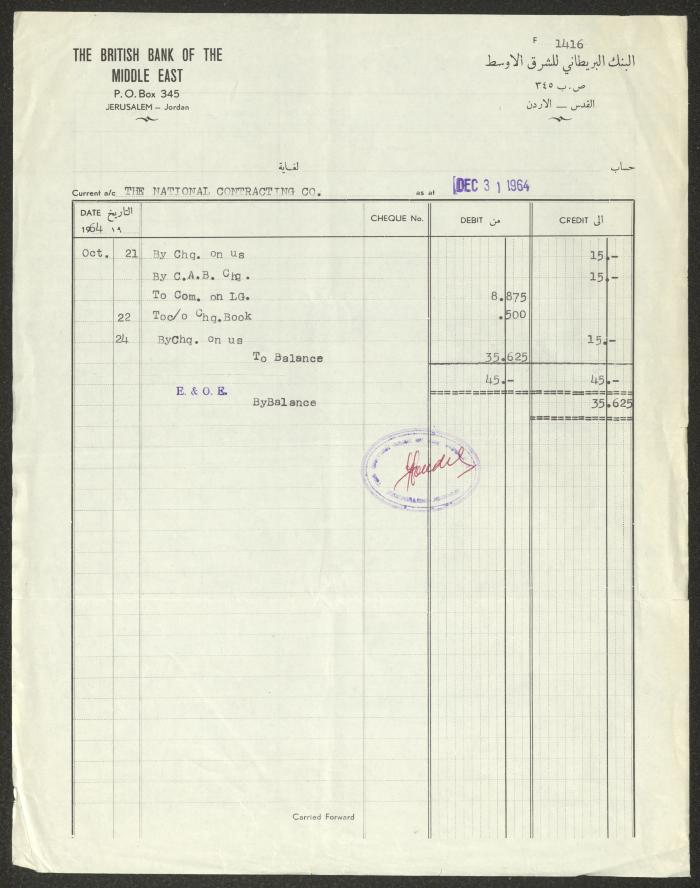 F 1416
THE BRITISH BANK OF THE
MIDDLE EAST
P.O. Box 345
JERUSALEM – Jordan
البنك البريطاني للشرق الاوسط
ص.ب ٣٤٥
القدس — الاردن
لغاية حساب
Current a/c THE NATIONAL CONTRACTING CO. as at DEC 31 1964
DATE التاريخ CHEQUE No. DEBIT من CREDIT الى
1964 ١٩
Oct. 21 By Chq. on us 15.-
By C.A.B. Chg. 15.-
To Com. on LG. 8.875
22 Toc/o Chq.Book .500
24 ByChq. on us 15.-
To Balance 35.625
45.- 45.-
E. & O. E.
ByBalance 35.625
Carried Forward